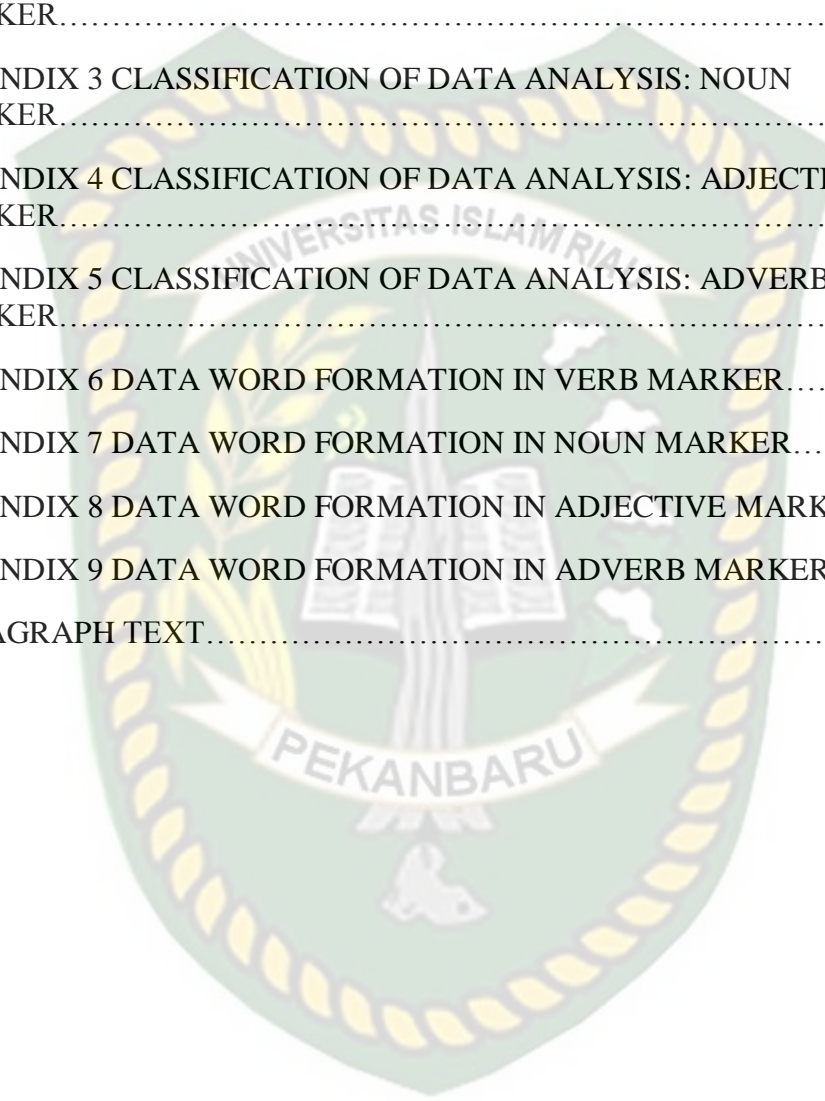 KER……………………………………………………………
NDIX 3 CLASSIFICATION OF DATA ANALYSIS: NOUN
KER……………………………………………………………
NDIX 4 CLASSIFICATION OF DATA ANALYSIS: ADJECTI
KER……………………………………………………………
UNIVERSITAS ISLAM RIAU
NDIX 5 CLASSIFICATION OF DATA ANALYSIS: ADVERB
KER……………………………………………………………
NDIX 6 DATA WORD FORMATION IN VERB MARKER….
NDIX 7 DATA WORD FORMATION IN NOUN MARKER…
NDIX 8 DATA WORD FORMATION IN ADJECTIVE MARK
NDIX 9 DATA WORD FORMATION IN ADVERB MARKER
AGRAPH TEXT……………………………………………………
PEKANBARU